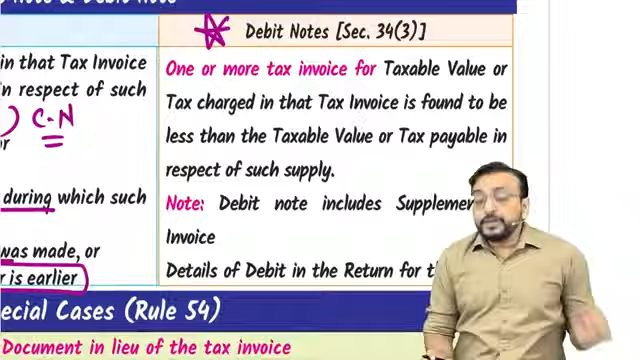 Note & Debit Note
Debit Notes [Sec. 34(3)]
in that Tax Invoice
in respect of such
) C-N
or
during which such
was made, or
is earlier
One or more tax invoice for Taxable Value or
Tax charged in that Tax Invoice is found to be
less than the Taxable Value or Tax payable in
respect of such supply.
Note: Debit note includes
Invoice
Details of Debit in the Return for
Cases (Rule 54)
Document in lieu of the tax invoice